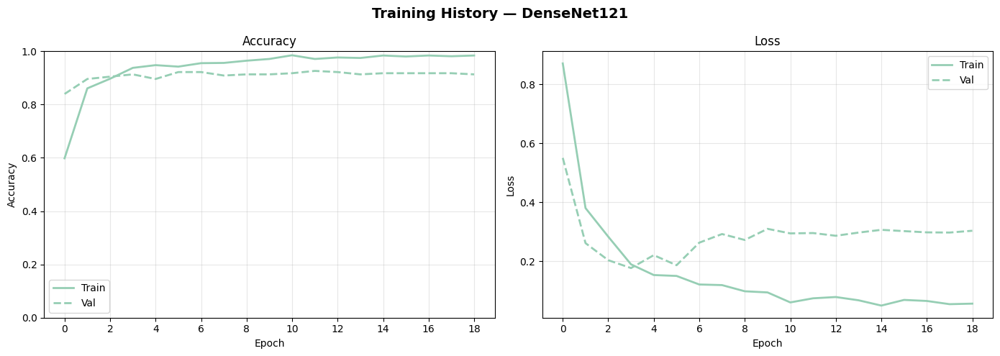 Training History — DenseNet121
Accuracy
1.0
0.8
0.6
0.4
0.2
0.0
Accuracy
Train
Val
0 2 4 6 8 10 12 14 16 18
Epoch
Loss
0.8
0.6
0.4
0.2
Loss
Train
Val
0 2 4 6 8 10 12 14 16 18
Epoch